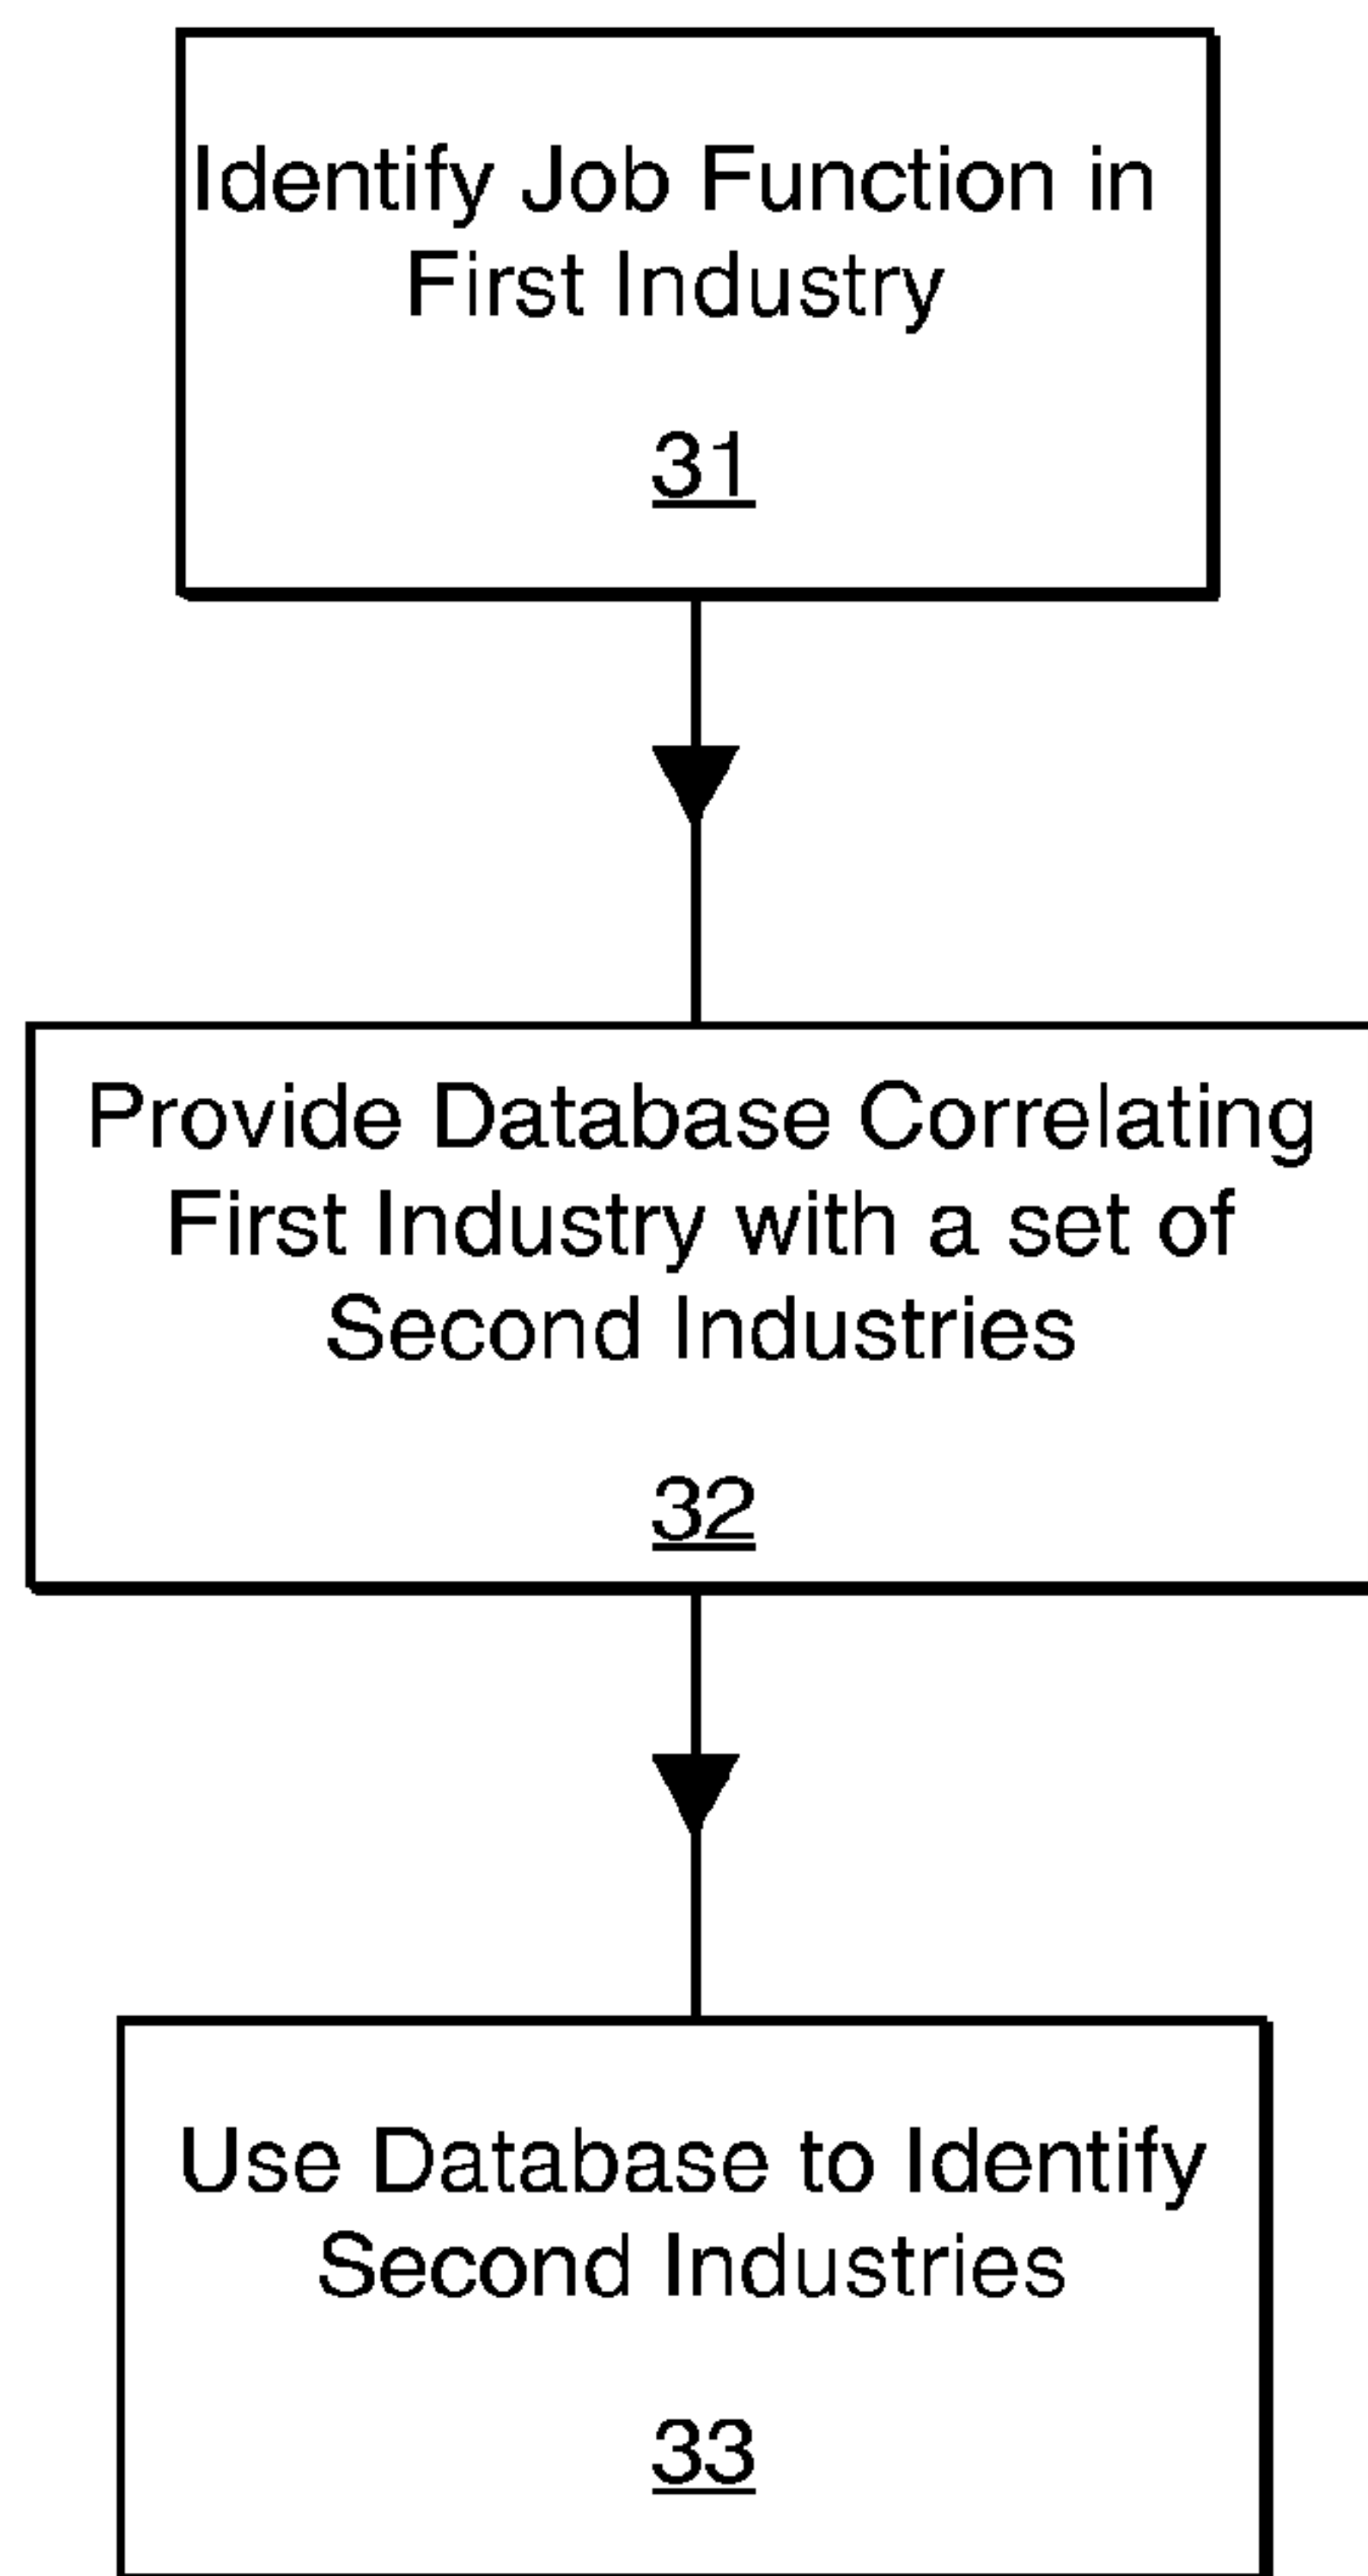 Identify Job Function in
First Industry
31
Provide Database Correlating
First Industry with a set of
Second Industries
32
Use Database to Identify
Second Industries
33